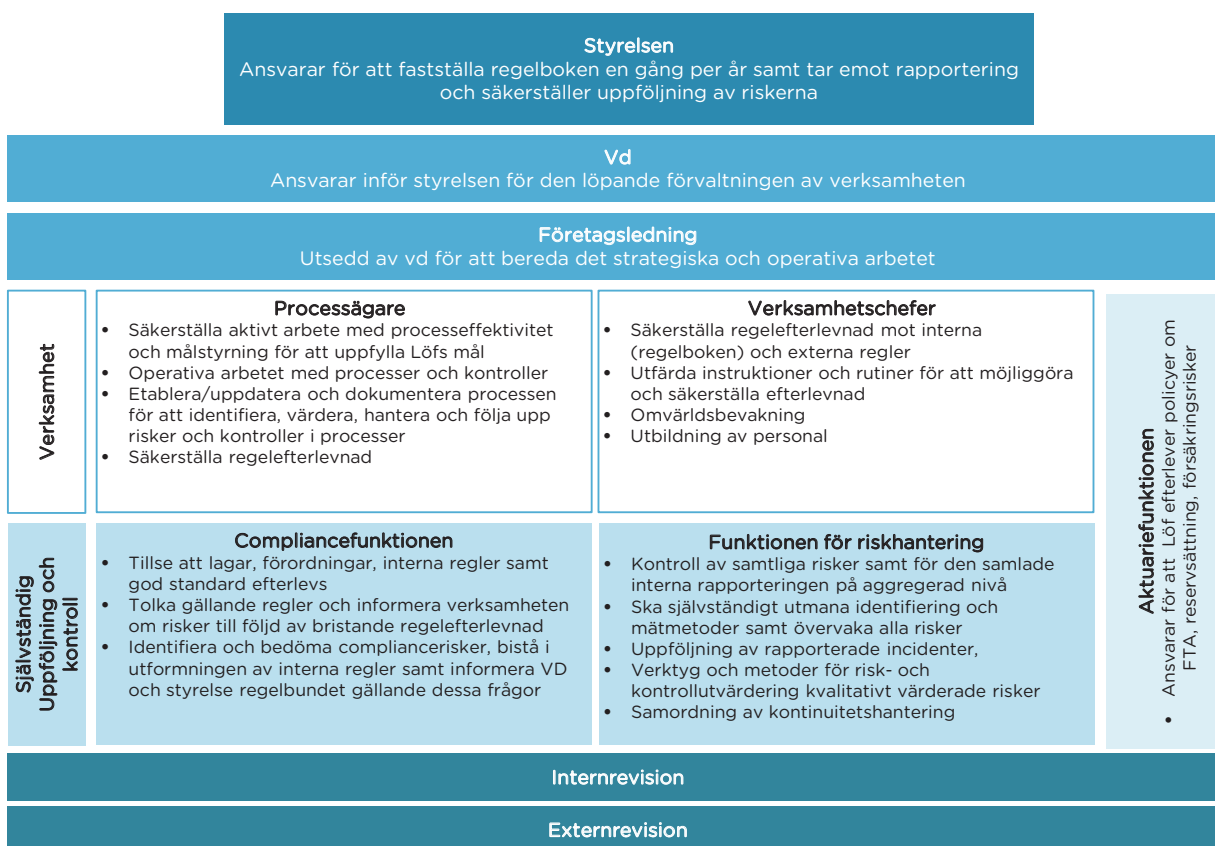 Styrelsen
Ansvarar för att fastställa regelboken en gång per år samt tar emot rapportering
och säkerställer uppföljning av riskerna
Vd
Ansvarar inför styrelsen för den löpande förvaltningen av verksamheten
Företagsledning
Utsedd av vd för att bereda det strategiska och operativa arbetet
Verksamhet
Processägare
• Säkerställa aktivt arbete med processeffektivitet
och målstyrning för att uppfylla Löfs mål
• Operativa arbetet med processer och kontroller
• Etablera/uppdatera och dokumentera processen
för att identifiera, värdera, hantera och följa upp
risker och kontroller i processer
• Säkerställa regelefterlevnad
Verksamhetschefer
• Säkerställa regelefterlevnad mot interna
(regelboken) och externa regler
• Utfärda instruktioner och rutiner för att möjliggöra
och säkerställa efterlevnad
• Omvärldsbevakning
• Utbildning av personal
Självständig
Uppföljning och
kontroll
Compliancefunktionen
• Tillse att lagar, förordningar, interna regler samt
god standard efterlevs
• Tolka gällande regler och informera verksamheten
om risker till följd av bristande regelefterlevnad
• Identifiera och bedöma compliancerisker, bistå i
utformningen av interna regler samt informera VD
och styrelse regelbundet gällande dessa frågor
Funktionen för riskhantering
• Kontroll av samtliga risker samt för den samlade
interna rapporteringen på aggregerad nivå
• Ska självständigt utmana identifiering och
mätmetoder samt övervaka alla risker
• Uppföljning av rapporterade incidenter,
• Verktyg och metoder för risk- och
kontrollutvärdering kvalitativt värderade risker
• Samordning av kontinuitetshantering
Aktuariefunktionen
• Ansvarar för att Löf efterlever policyer om
FTA, reservsättning, försäkringsrisker
Internrevision
Externrevision